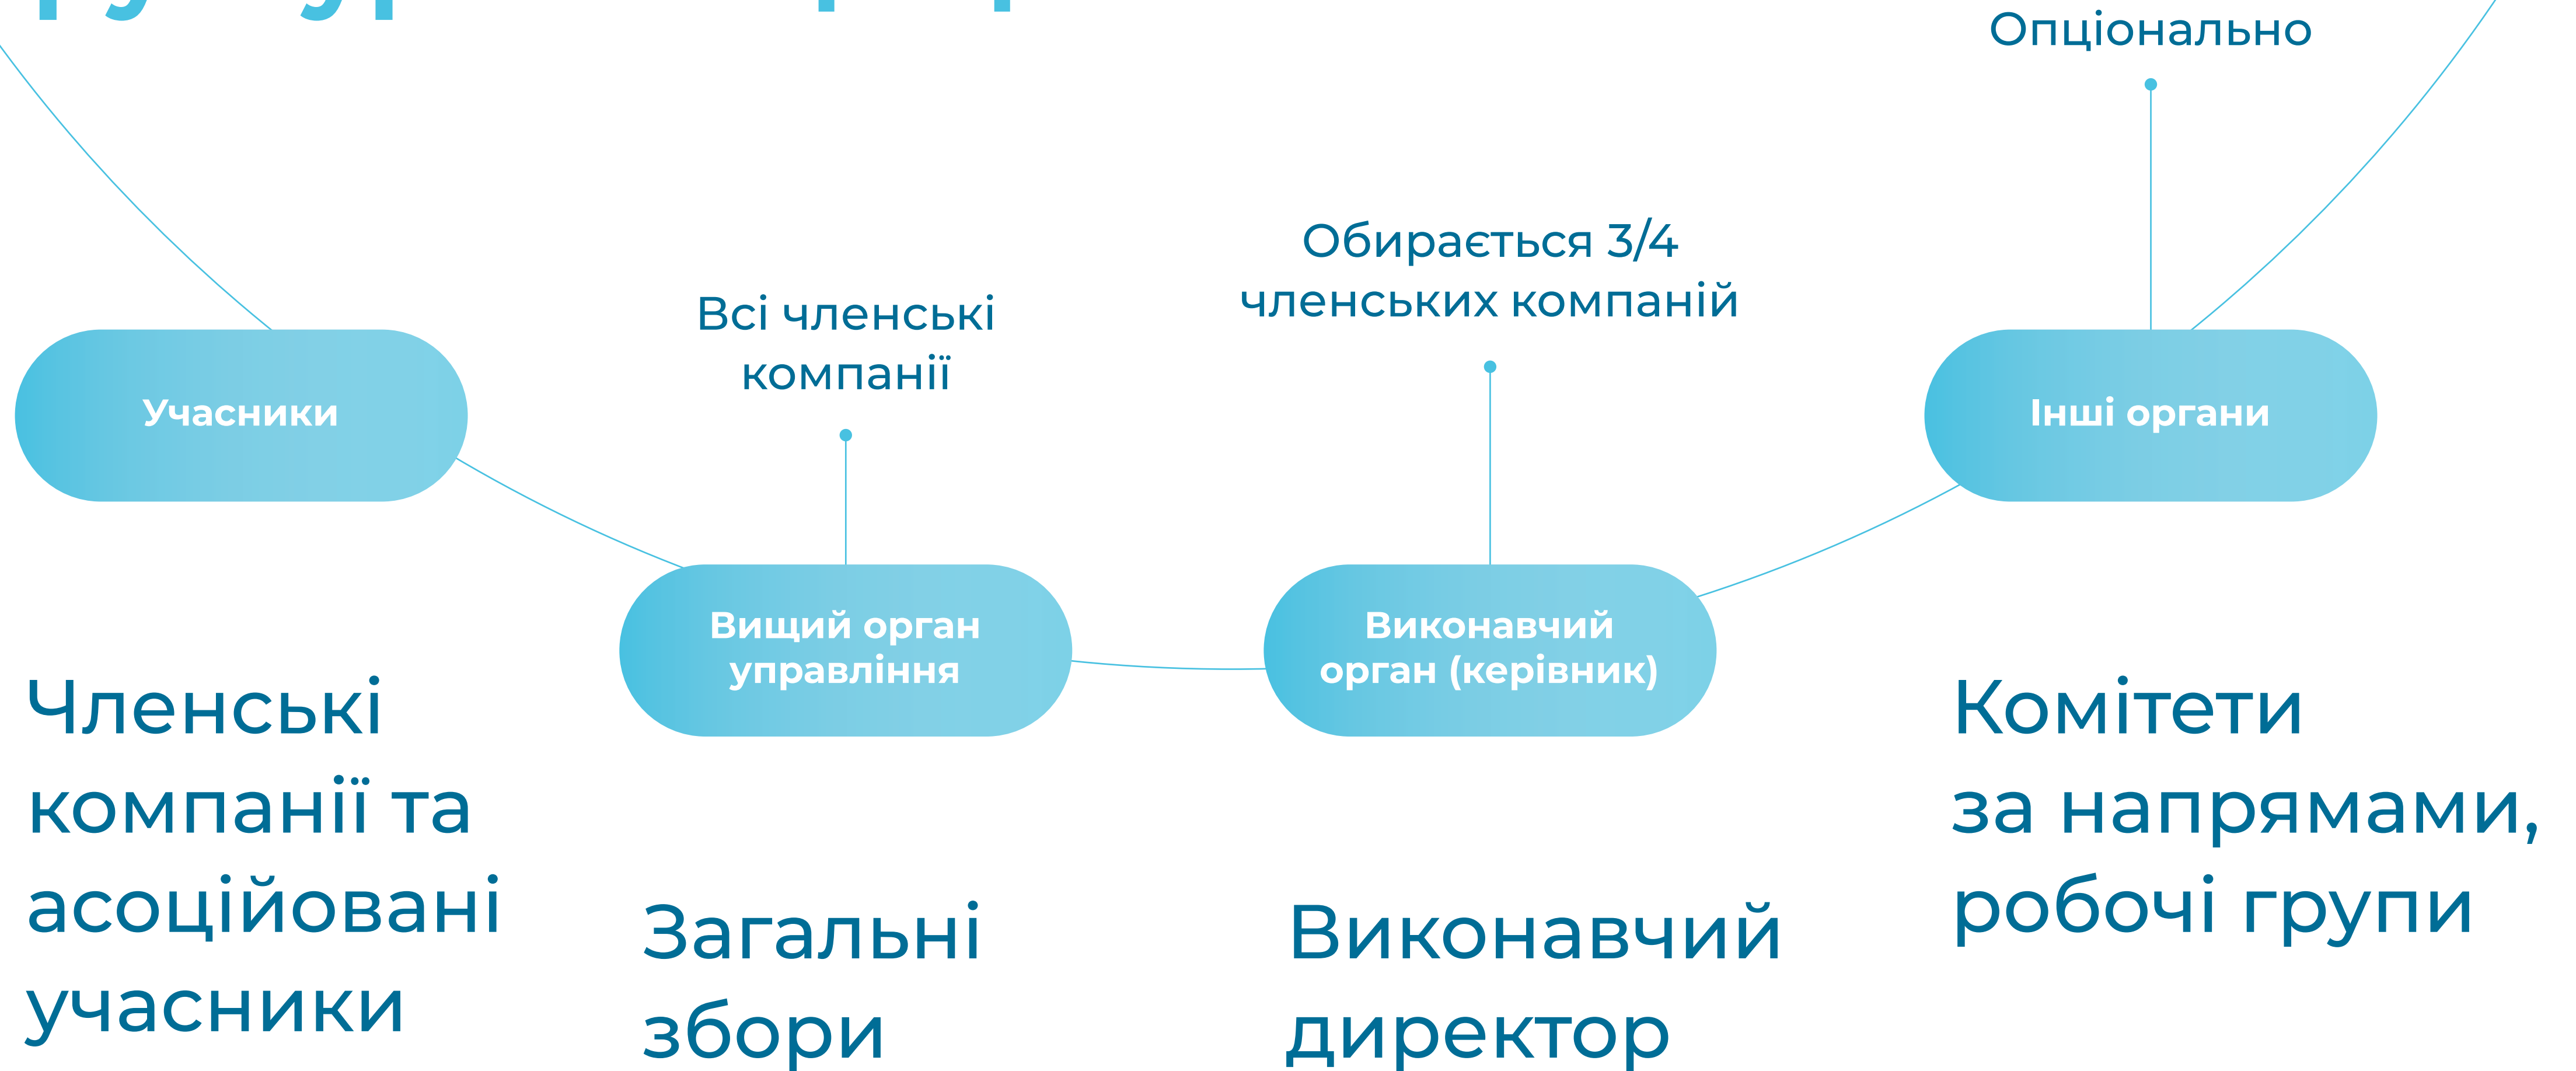 Опціонально
Обирається 3/4
членських компаній
Всі членські
компанії
Учасники
Інші органи
Вищий орган
управління
Виконавчий
орган (керівник)
Членські
компанії та
асоційовані
учасники
Загальні
збори
Виконавчий
директор
Комітети
за напрямами,
робочі групи